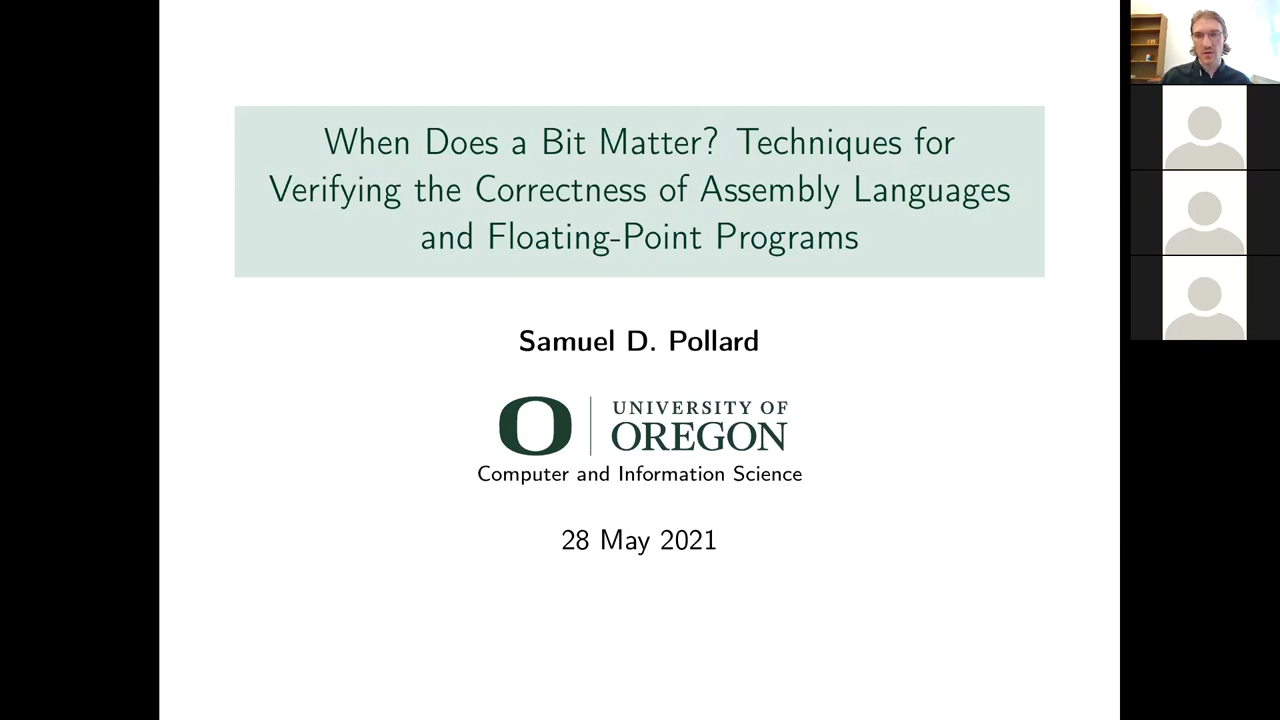 When Does a Bit Matter? Techniques for
Verifying the Correctness of Assembly Languages
and Floating-Point Programs
Samuel D. Pollard
O
UNIVERSITY OF
OREGON
Computer and Information Science
28 May 2021